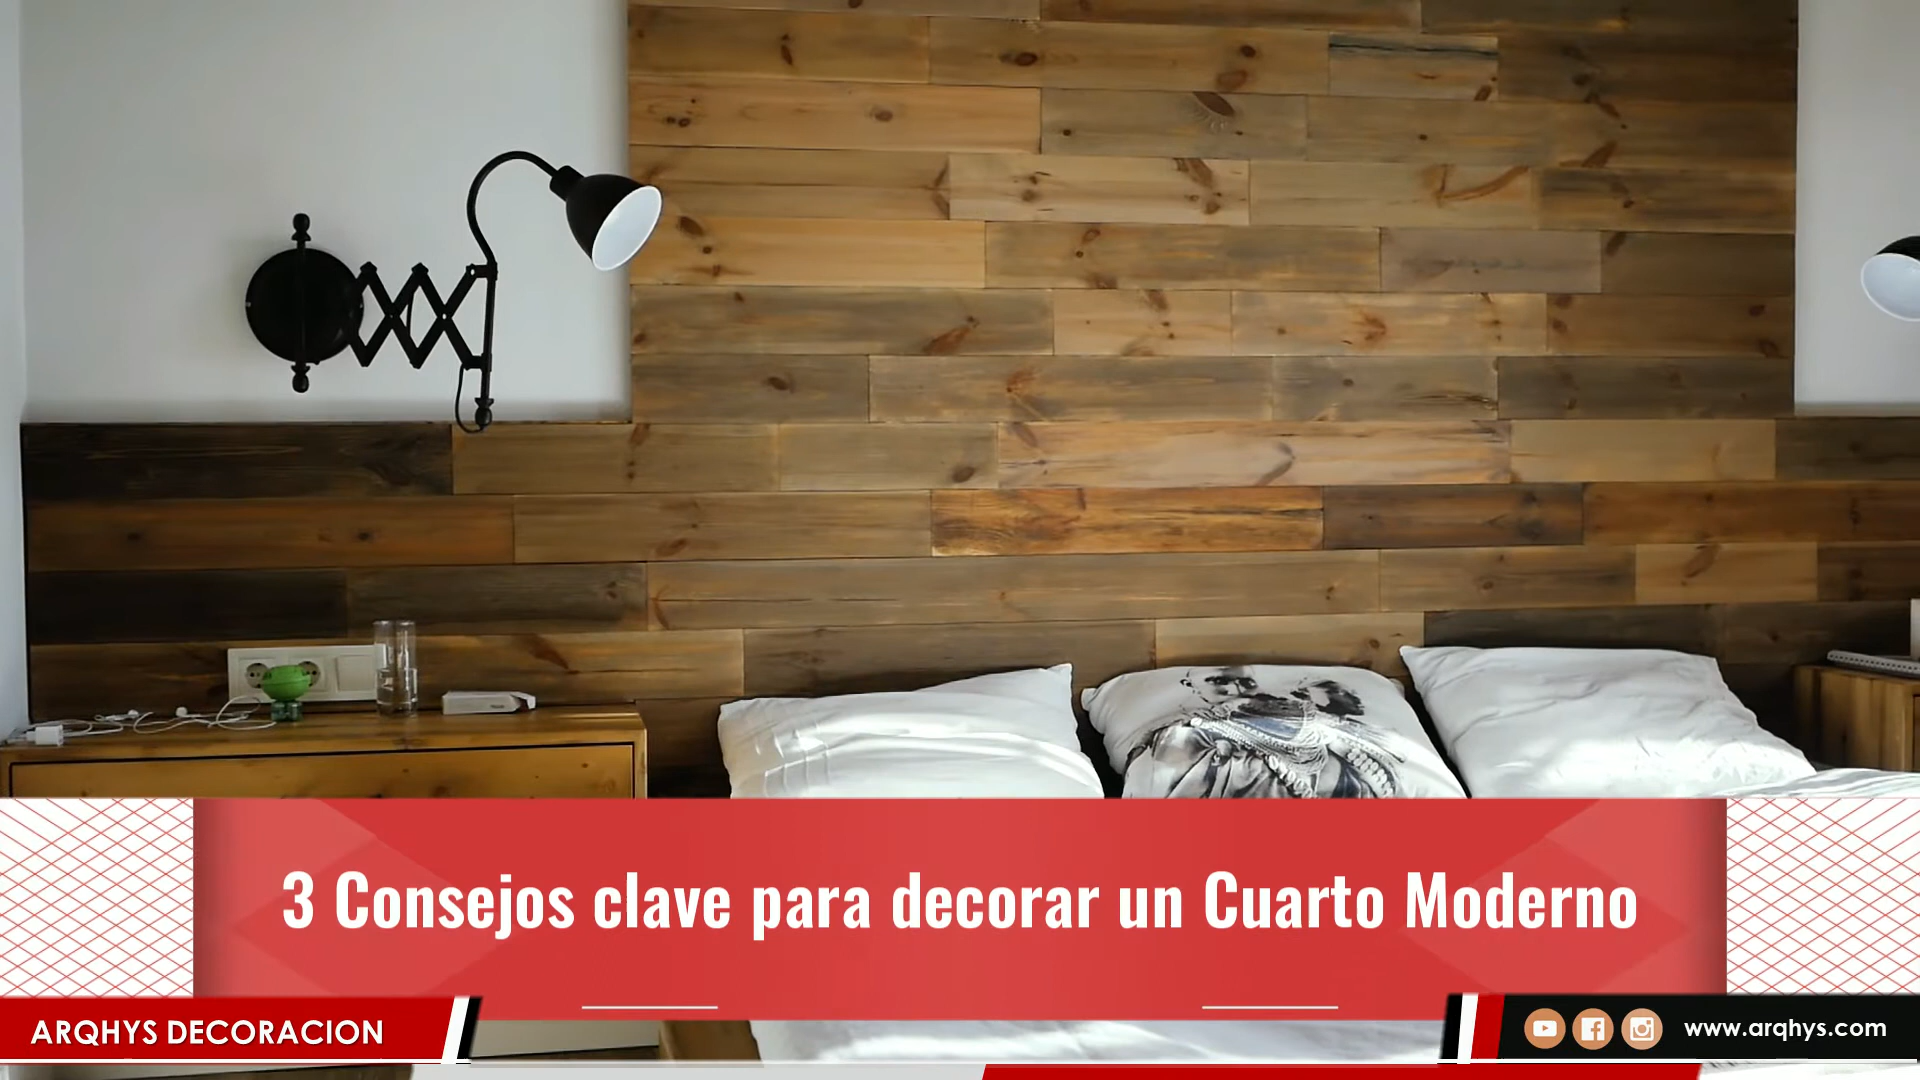 3 Consejos clave para decorar un Cuarto Moderno
ARQHYS DECORACION
www.arqhys.com